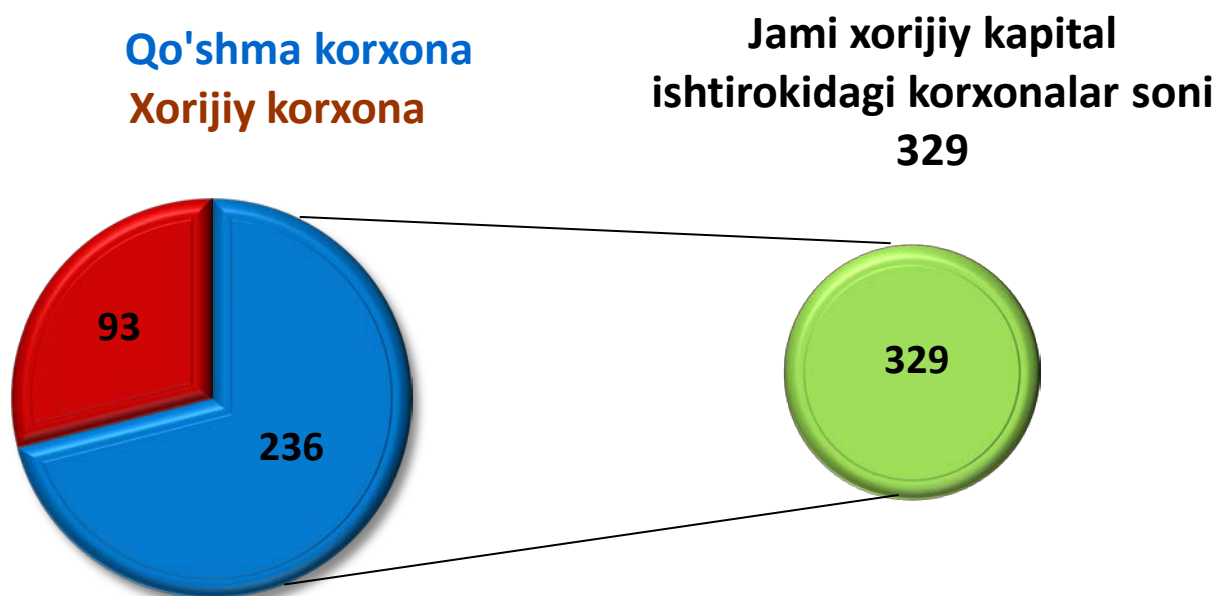 Qo'shma korxona
Xorijiy korxona
Jami xorijiy kapital
ishtirokidagi korxonalar soni
329
93
236
329